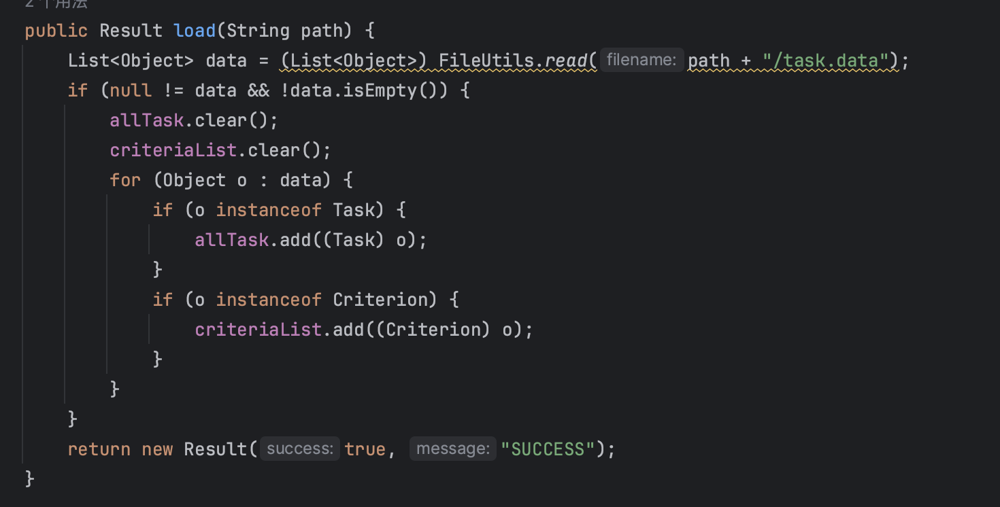 2 个用法
public Result load(String path) {
List<Object> data = (List<Object>) FileUtils.read( filename: path + "/task.data");
if (null != data && !data.isEmpty()) {
allTask.clear();
criteriaList.clear();
for (Object o : data) {
if (o instanceof Task) {
allTask.add((Task) o);
}
if (o instanceof Criterion) {
criteriaList.add((Criterion) o);
}
}
}
return new Result( success: true, message: "SUCCESS");
}